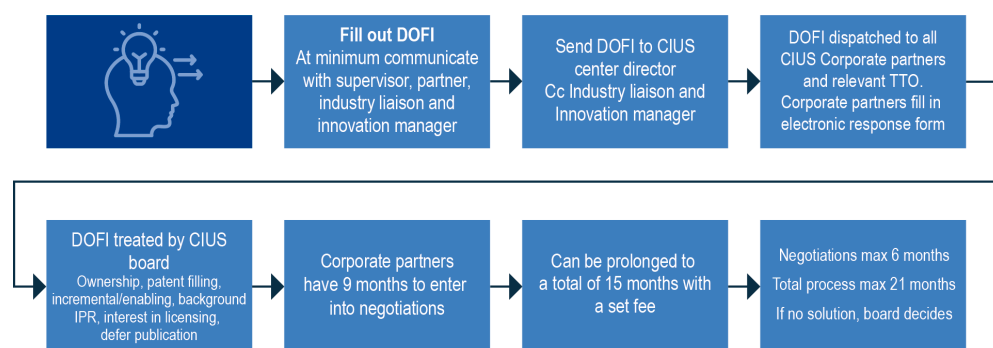 Fill out DOFI
At minimum communicate
with supervisor, partner,
industry liaison and
innovation manager
Send DOFI to CIUS
center director
Cc Industry liaison and
Innovation manager
DOFI dispatched to all
CIUS Corporate partners
and relevant TTO.
Corporate partners fill in
electronic response form
DOFI treated by CIUS
board
Ownership, patent filling,
incremental/enabling, background
IPR, interest in licensing,
defer publication
Corporate partners
have 9 months to enter
into negotiations
Can be prolonged to
a total of 15 months with
a set fee
Negotiations max 6 months
Total process max 21 months
If no solution, board decides